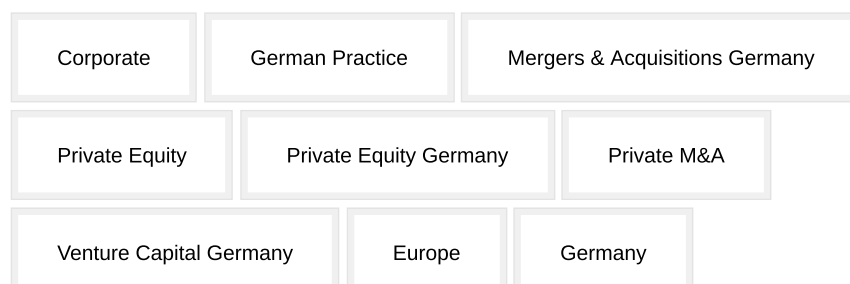 Corporate German Practice Mergers & Acquisitions Germany
Private Equity Private Equity Germany Private M&A
Venture Capital Germany Europe Germany